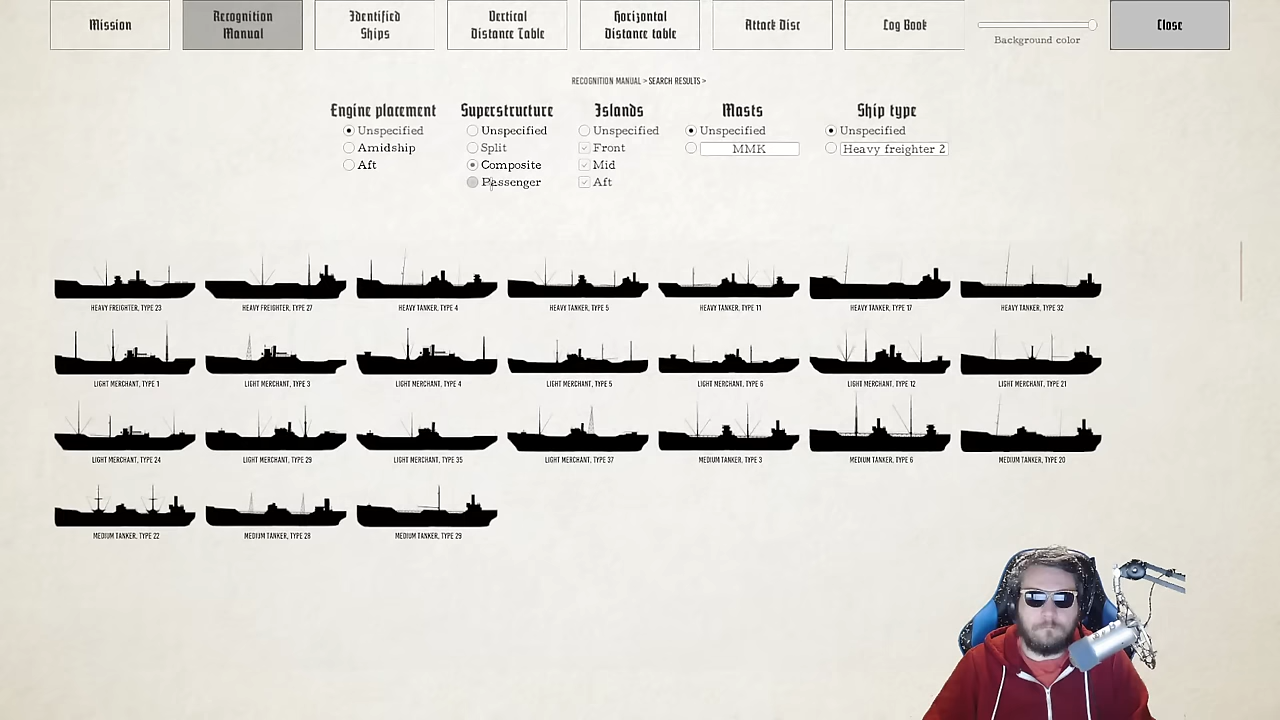 Mission
Recognition
Manual
Identified
Ships
Vertical
Distance Table
Horizontal
Distance table
Attack Disc
Log Book
Background color
Close
RECOGNITION MANUAL > SEARCH RESULTS >
Engine placement
Unspecified
Amidship
Aft
Superstructure
Unspecified
Split
Composite
Passenger
Islands
Unspecified
Front
Mid
Aft
Masts
Unspecified
MMK
Ship type
Unspecified
Heavy freighter 2
HEAVY FREIGHTER, TYPE 23
HEAVY FREIGHTER, TYPE 27
HEAVY TANKER, TYPE 4
HEAVY TANKER, TYPE 5
HEAVY TANKER, TYPE 11
HEAVY TANKER, TYPE 17
HEAVY TANKER, TYPE 32
LIGHT MERCHANT, TYPE 1
LIGHT MERCHANT, TYPE 3
LIGHT MERCHANT, TYPE 4
LIGHT MERCHANT, TYPE 5
LIGHT MERCHANT, TYPE 6
LIGHT MERCHANT, TYPE 12
LIGHT MERCHANT, TYPE 21
LIGHT MERCHANT, TYPE 24
LIGHT MERCHANT, TYPE 29
LIGHT MERCHANT, TYPE 35
LIGHT MERCHANT, TYPE 37
MEDIUM TANKER, TYPE 3
MEDIUM TANKER, TYPE 6
MEDIUM TANKER, TYPE 20
MEDIUM TANKER, TYPE 22
MEDIUM TANKER, TYPE 28
MEDIUM TANKER, TYPE 29